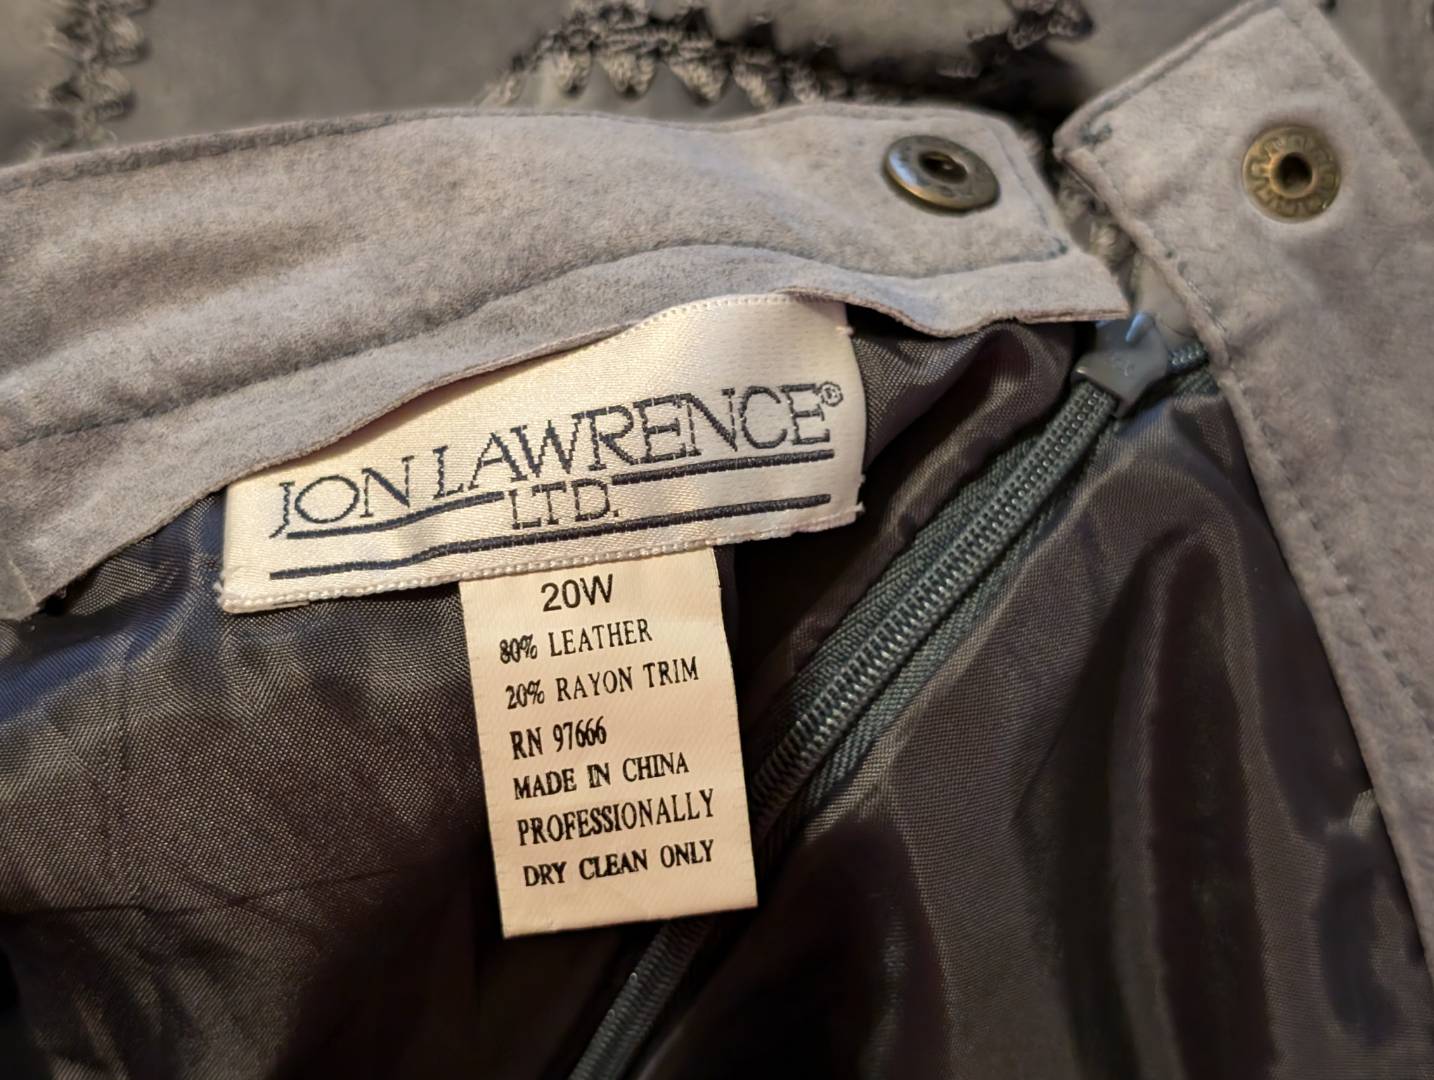 JON LAWRENCE®
LTD.
20W
80% LEATHER
20% RAYON TRIM
RN 97666
MADE IN CHINA
PROFESSIONALLY
DRY CLEAN ONLY